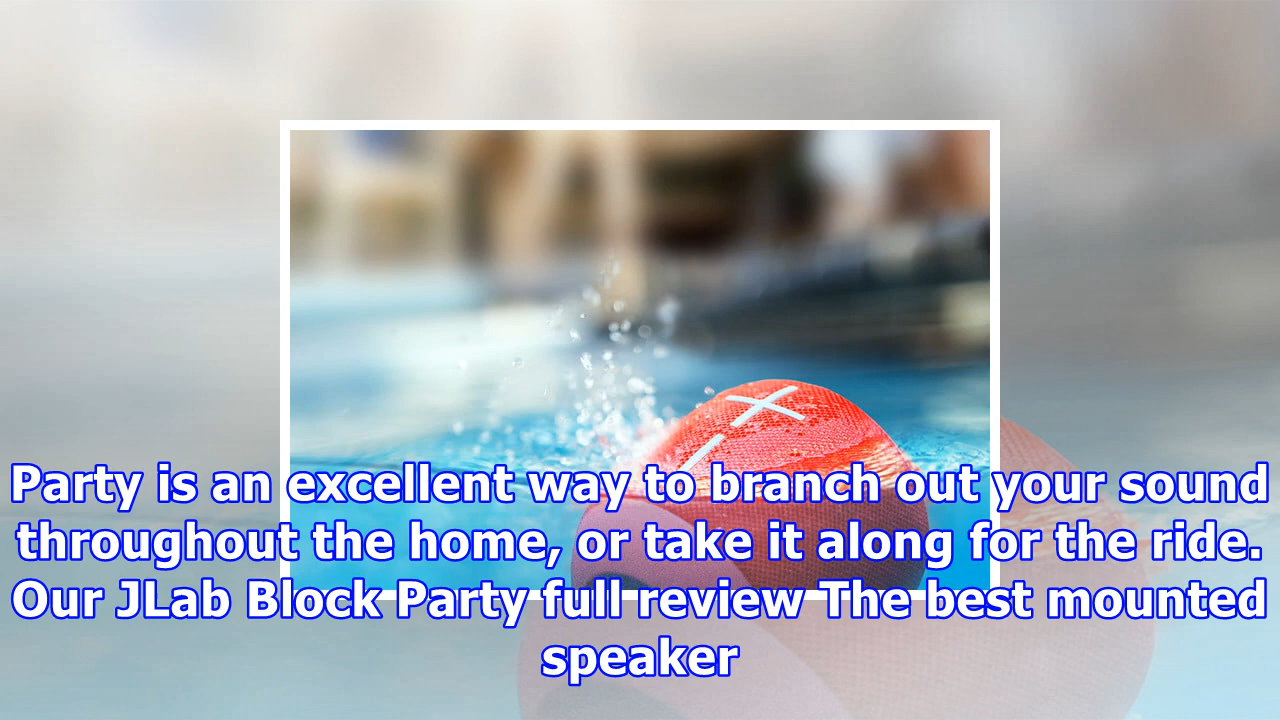 Party is an excellent way to branch out your sound
throughout the home, or take it along for the ride.
Our JLab Block Party full review The best mounted
speaker